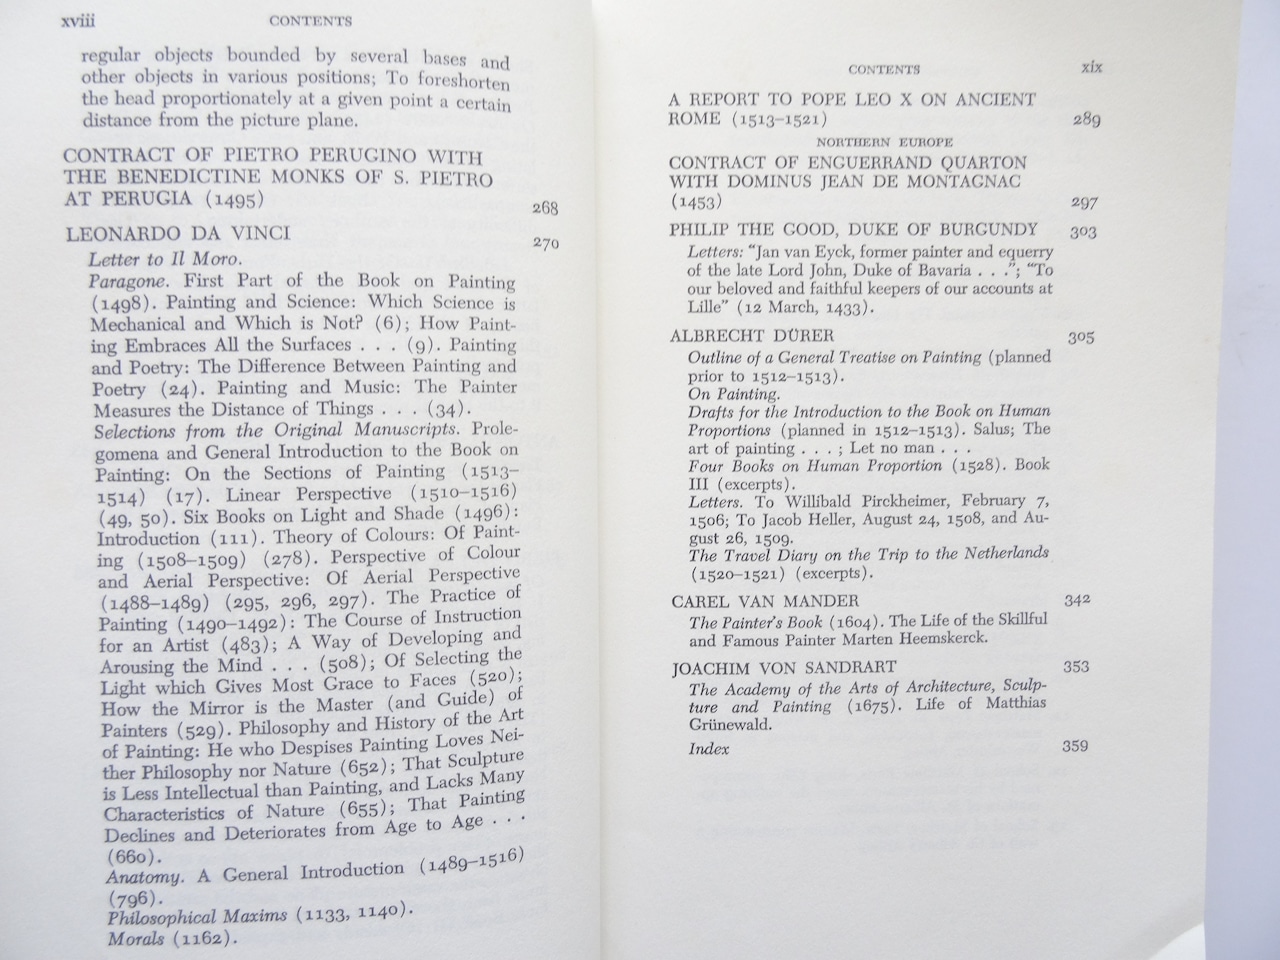 xviii CONTENTS
regular objects bounded by several bases and
other objects in various positions; To foreshorten
the head proportionately at a given point a certain
distance from the picture plane.
CONTRACT OF PIETRO PERUGINO WITH
THE BENEDICTINE MONKS OF S. PIETRO
AT PERUGIA (1495) 268
LEONARDO DA VINCI 270
Letter to Il Moro.
Paragone. First Part of the Book on Painting
(1498). Painting and Science: Which Science is
Mechanical and Which is Not? (6); How Paint-
ing Embraces All the Surfaces . . . (9). Painting
and Poetry: The Difference Between Painting and
Poetry (24). Painting and Music: The Painter
Measures the Distance of Things . . . (34).
Selections from the Original Manuscripts. Prole-
gomena and General Introduction to the Book on
Painting: On the Sections of Painting (1513–
1514) (17). Linear Perspective (1510–1516)
(49, 50). Six Books on Light and Shade (1496):
Introduction (111). Theory of Colours: Of Paint-
ing (1508–1509) (278). Perspective of Colour
and Aerial Perspective: Of Aerial Perspective
(1488–1489) (295, 296, 297). The Practice of
Painting (1490–1492): The Course of Instruction
for an Artist (483); A Way of Developing and
Arousing the Mind . . . (508); Of Selecting the
Light which Gives Most Grace to Faces (520);
How the Mirror is the Master (and Guide) of
Painters (529). Philosophy and History of the Art
of Painting: He who Despises Painting Loves Nei-
ther Philosophy nor Nature (652); That Sculpture
is Less Intellectual than Painting, and Lacks Many
Characteristics of Nature (655); That Painting
Declines and Deteriorates from Age to Age . . .
(660).
Anatomy. A General Introduction (1489–1516)
(796).
Philosophical Maxims (1133, 1140).
Morals (1162).
CONTENTS xix
A REPORT TO POPE LEO X ON ANCIENT
ROME (1513–1521) 289
NORTHERN EUROPE
CONTRACT OF ENGUERRAND QUARTON
WITH DOMINUS JEAN DE MONTAGNAC
(1453) 297
PHILIP THE GOOD, DUKE OF BURGUNDY 303
Letters: "Jan van Eyck, former painter and equerry
of the late Lord John, Duke of Bavaria . . ."; "To
our beloved and faithful keepers of our accounts at
Lille" (12 March, 1433).
ALBRECHT DÜRER 305
Outline of a General Treatise on Painting (planned
prior to 1512–1513).
On Painting.
Drafts for the Introduction to the Book on Human
Proportions (planned in 1512–1513). Salus; The
art of painting . . . ; Let no man . . .
Four Books on Human Proportion (1528). Book
III (excerpts).
Letters. To Willibald Pirckheimer, February 7,
1506; To Jacob Heller, August 24, 1508, and Au-
gust 26, 1509.
The Travel Diary on the Trip to the Netherlands
(1520–1521) (excerpts).
CAREL VAN MANDER 342
The Painter's Book (1604). The Life of the Skillful
and Famous Painter Marten Heemskerck.
JOACHIM VON SANDRART 353
The Academy of the Arts of Architecture, Sculp-
ture and Painting (1675). Life of Matthias
Grünewald.
Index 359